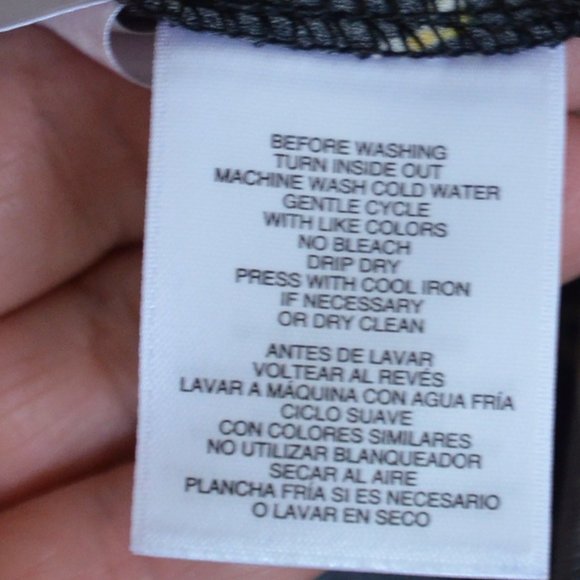 BEFORE WASHING
TURN INSIDE OUT
MACHINE WASH COLD WATER
GENTLE CYCLE
WITH LIKE COLORS
NO BLEACH
DRIP DRY
PRESS WITH COOL IRON
IF NECESSARY
OR DRY CLEAN
ANTES DE LAVAR
VOLTEAR AL REVÉS
LAVAR A MÁQUINA CON AGUA FRÍA
CICLO SUAVE
CON COLORES SIMILARES
NO UTILIZAR BLANQUEADOR
SECAR AL AIRE
PLANCHA FRÍA SI ES NECESARIO
O LAVAR EN SECO